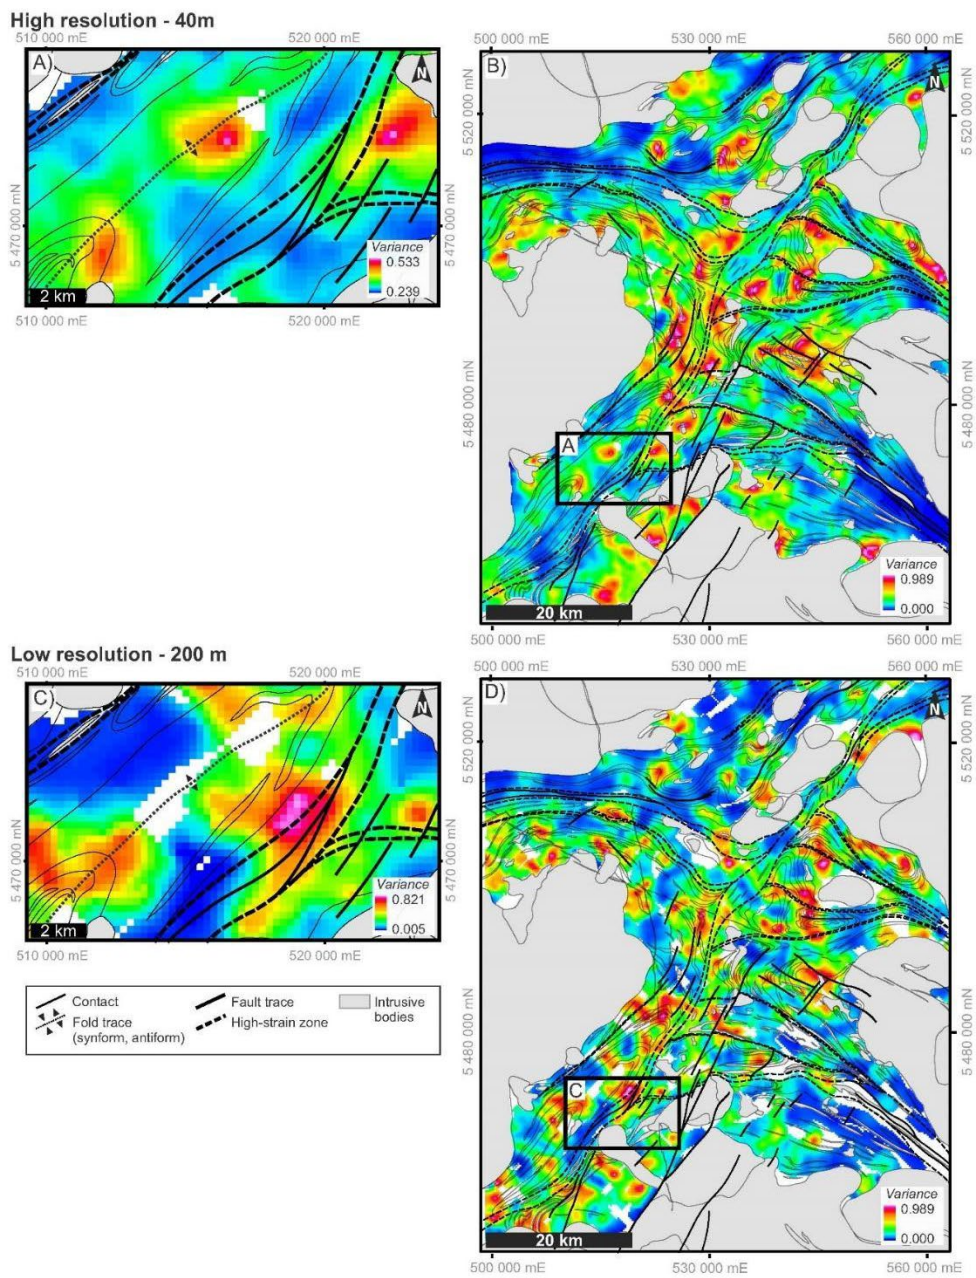 High resolution - 40m
510 000 mE
520 000 mE
A)
N
5 470 000 mN
5 470 000 mN
Variance
0.533
0.239
2 km
510 000 mE
520 000 mE
500 000 mE
530 000 mE
560 000 mE
B)
N
5 520 000 mN
5 520 000 mN
5 480 000 mN
5 480 000 mN
A
Variance
0.989
0.000
20 km
500 000 mE
530 000 mE
560 000 mE
Low resolution - 200 m
510 000 mE
520 000 mE
C)
N
5 470 000 mN
5 470 000 mN
Variance
0.821
0.005
2 km
510 000 mE
520 000 mE
Contact
Fold trace
(synform, antiform)
Fault trace
High-strain zone
Intrusive
bodies
500 000 mE
530 000 mE
560 000 mE
D)
N
5 520 000 mN
5 520 000 mN
5 480 000 mN
5 480 000 mN
C
Variance
0.989
0.000
20 km
500 000 mE
530 000 mE
560 000 mE